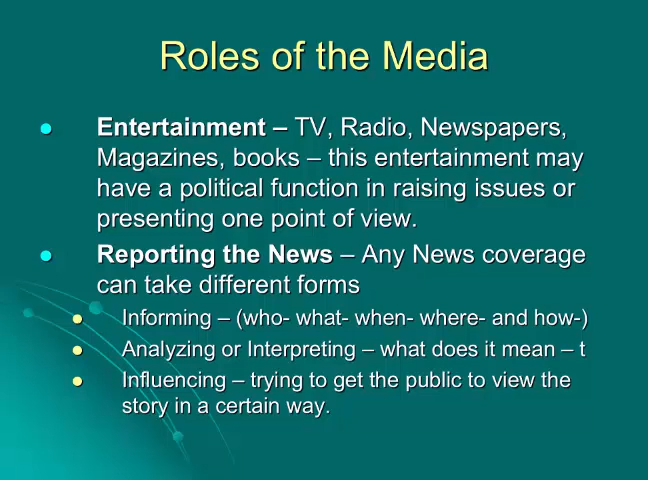 Roles of the Media
Entertainment – TV, Radio, Newspapers,
Magazines, books – this entertainment may
have a political function in raising issues or
presenting one point of view.
Reporting the News – Any News coverage
can take different forms
Informing – (who- what- when- where- and how-)
Analyzing or Interpreting – what does it mean – t
Influencing – trying to get the public to view the
story in a certain way.